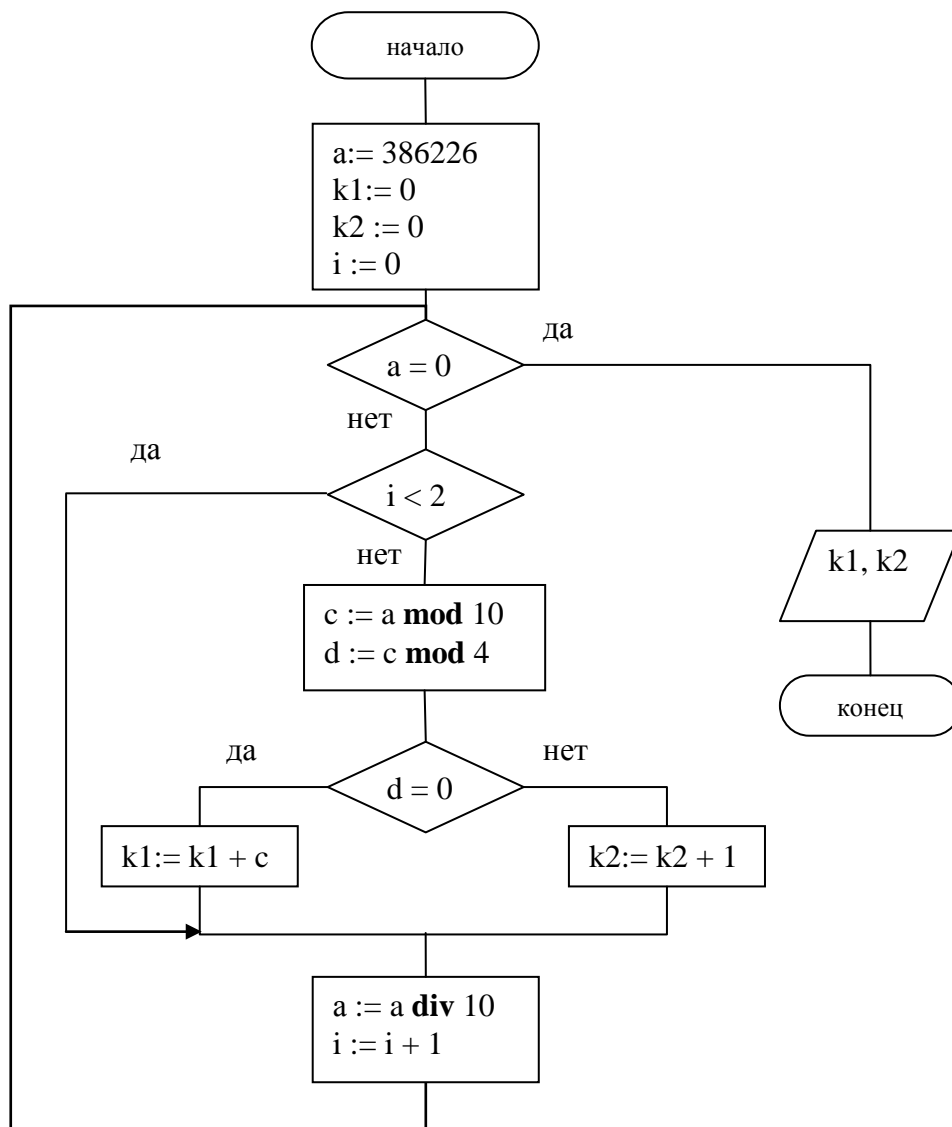 начало
a:= 386226
k1:= 0
k2 := 0
i := 0
a = 0
да
нет
i < 2
да
нет
c := a mod 10
d := c mod 4
d = 0
да
нет
k1:= k1 + c
k2:= k2 + 1
a := a div 10
i := i + 1
k1, k2
конец